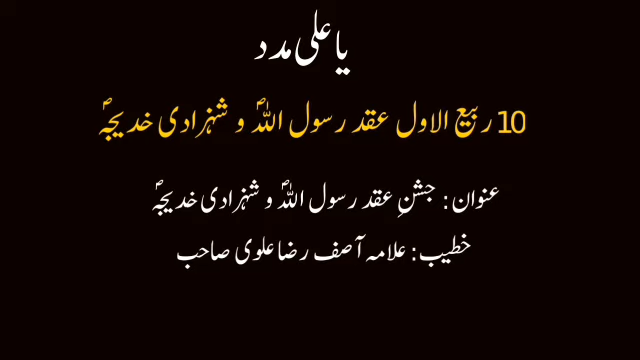 یا علی مدد
10 ربیع الاول عقد رسول اللہؐ و شہزادی خدیجہؑ
عنوان: جشنِ عقد رسول اللہؐ و شہزادی خدیجہؑ
خطیب: علامہ آصف رضا علوی صاحب